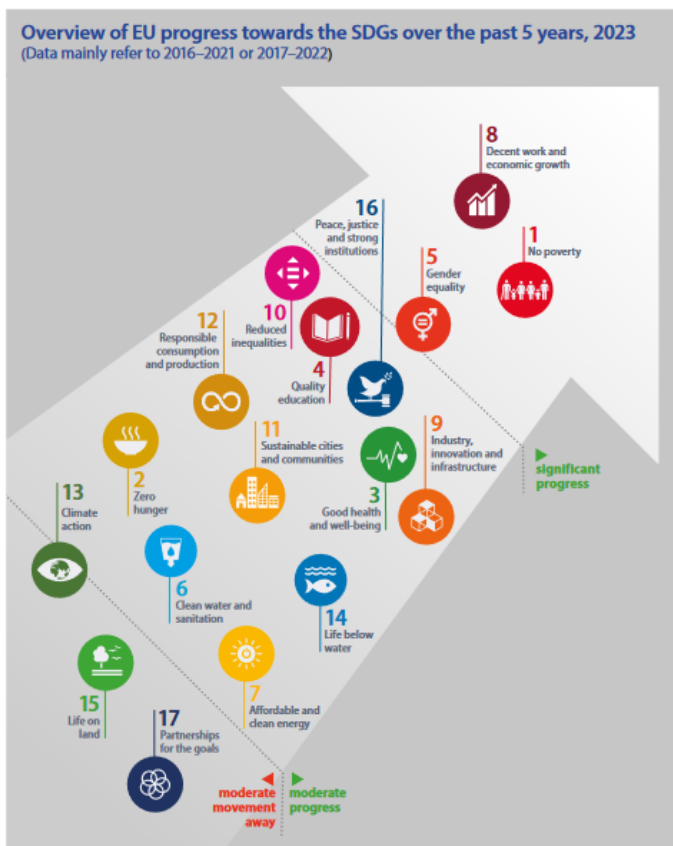 Overview of EU progress towards the SDGs over the past 5 years, 2023
(Data mainly refer to 2016–2021 or 2017–2022)
8
Decent work and
economic growth
16
Peace, justice
and strong
institutions
1
No poverty
5
Gender
equality
10
Reduced
inequalities
12
Responsible
consumption
and production
4
Quality
education
11
Sustainable cities
and communities
9
Industry,
innovation and
infrastructure
significant
progress
2
Zero
hunger
13
Climate
action
3
Good health
and well-being
6
Clean water and
sanitation
14
Life below
water
15
Life on
land
7
Affordable and
clean energy
17
Partnerships
for the goals
moderate
movement
away
moderate
progress